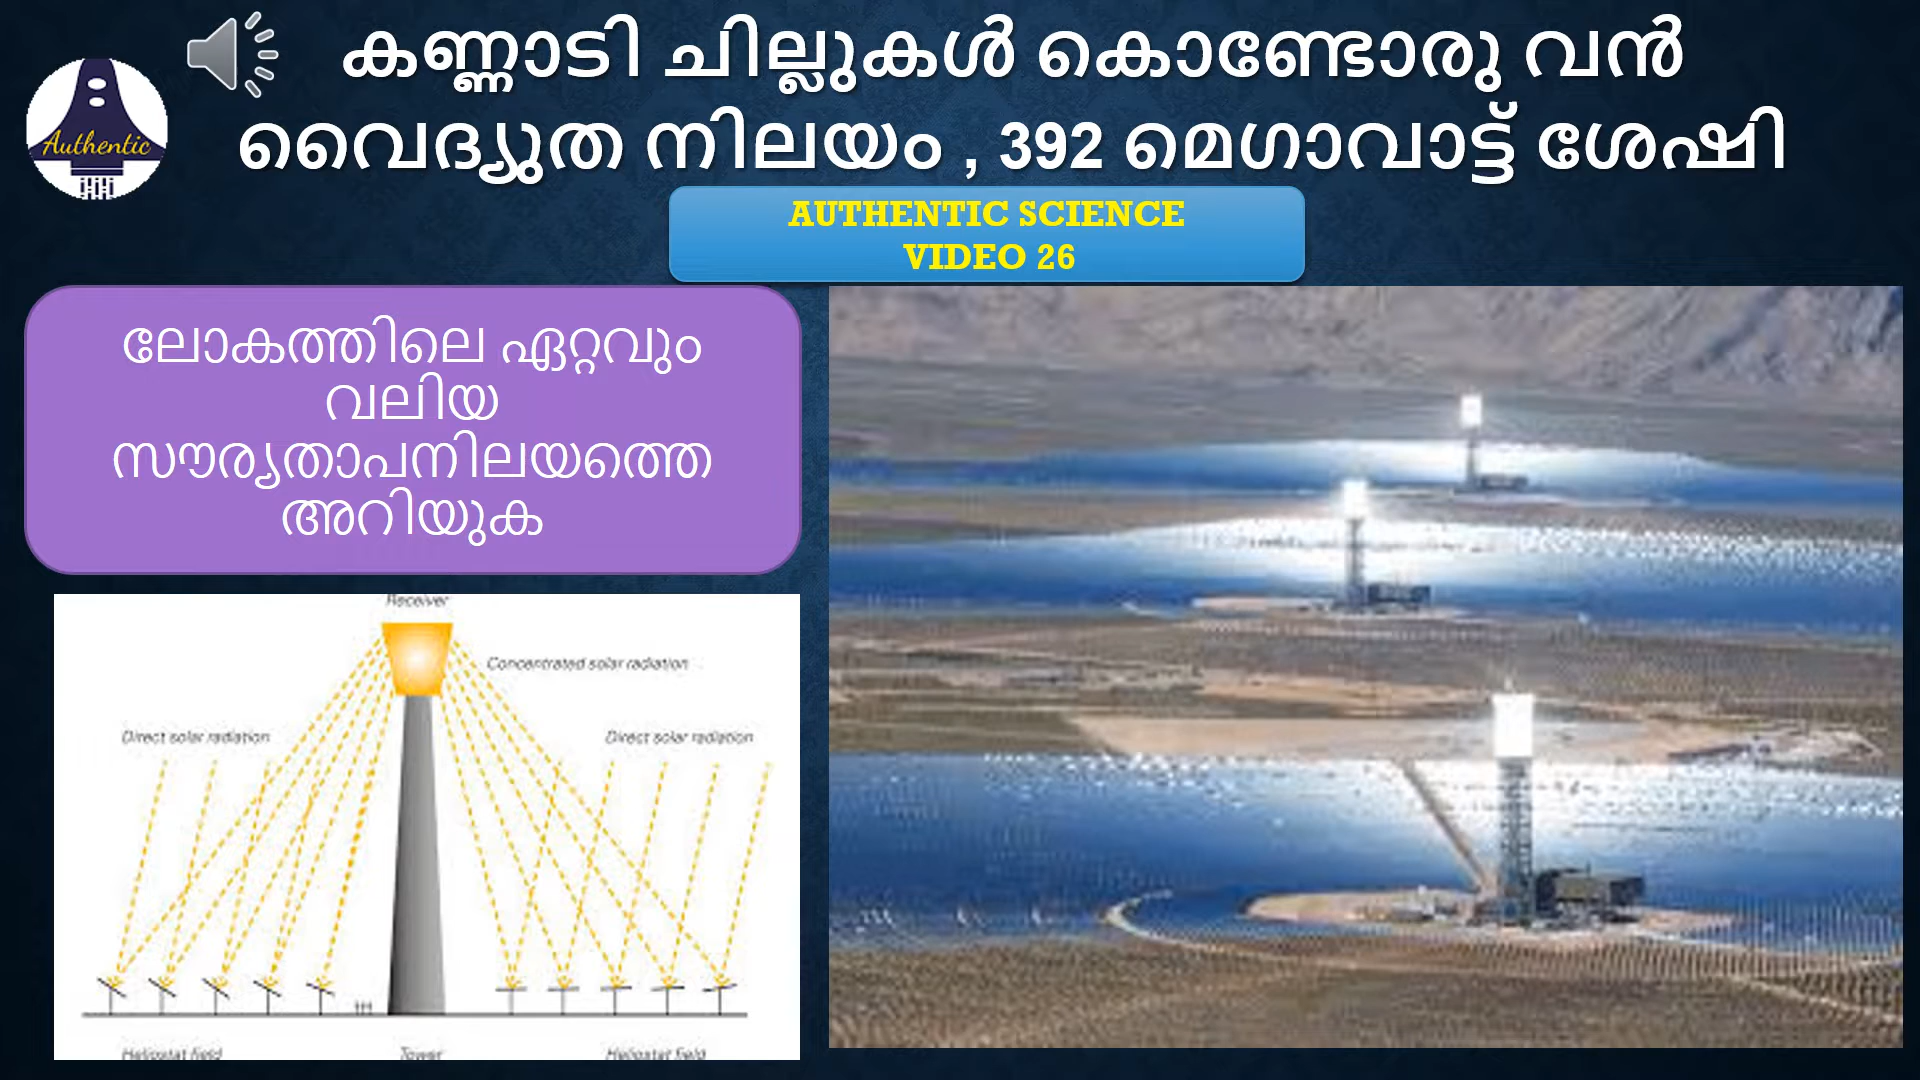 കണ്ണാടി ചില്ലുകൾ കൊണ്ടോരു വൻ
വൈദ്യുത നിലയം , 392 മെഗാവാട്ട് ശേഷി
Authentic
AUTHENTIC SCIENCE
VIDEO 26
ലോകത്തിലെ ഏറ്റവും
വലിയ
സൗര്യതാപനിലയത്തെ
അറിയുക
Receiver
Concentrated solar radiation
Direct solar radiation
Direct solar radiation
Heliostat field
Tower
Heliostat field